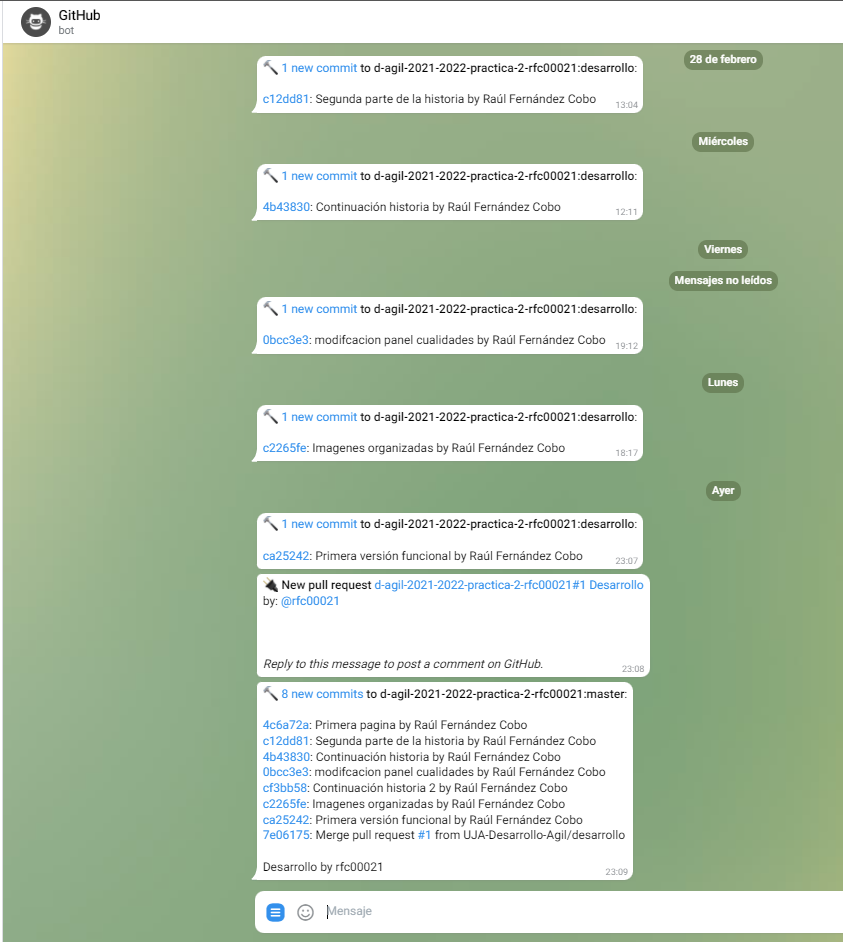 GitHub
bot
28 de febrero
1 new commit to d-agil-2021-2022-practica-2-rfc00021:desarrollo:
c12dd81: Segunda parte de la historia by Raúl Fernández Cobo 13:04
Miércoles
1 new commit to d-agil-2021-2022-practica-2-rfc00021:desarrollo:
4b43830: Continuación historia by Raúl Fernández Cobo 12:11
Viernes
Mensajes no leídos
1 new commit to d-agil-2021-2022-practica-2-rfc00021:desarrollo:
0bcc3e3: modifcacion panel cualidades by Raúl Fernández Cobo 19:12
Lunes
1 new commit to d-agil-2021-2022-practica-2-rfc00021:desarrollo:
c2265fe: Imagenes organizadas by Raúl Fernández Cobo 18:17
Ayer
1 new commit to d-agil-2021-2022-practica-2-rfc00021:desarrollo:
ca25242: Primera versión funcional by Raúl Fernández Cobo 23:07
New pull request d-agil-2021-2022-practica-2-rfc00021#1 Desarrollo
by: @rfc00021
Reply to this message to post a comment on GitHub. 23:08
8 new commits to d-agil-2021-2022-practica-2-rfc00021:master:
4c6a72a: Primera pagina by Raúl Fernández Cobo
c12dd81: Segunda parte de la historia by Raúl Fernández Cobo
4b43830: Continuación historia by Raúl Fernández Cobo
0bcc3e3: modifcacion panel cualidades by Raúl Fernández Cobo
cf3bb58: Continuación historia 2 by Raúl Fernández Cobo
c2265fe: Imagenes organizadas by Raúl Fernández Cobo
ca25242: Primera versión funcional by Raúl Fernández Cobo
7e06175: Merge pull request #1 from UJA-Desarrollo-Agil/desarrollo
Desarrollo by rfc00021 23:09
Mensaje